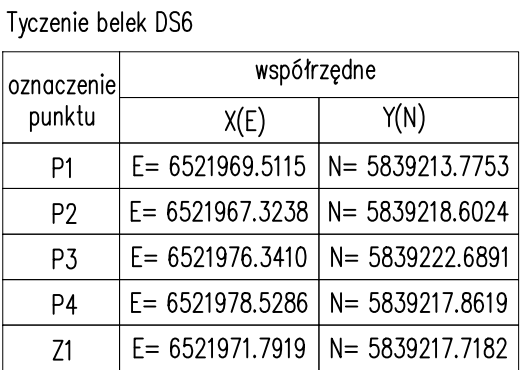 Tyczenie belek DS6
oznaczenie punktu współrzędne
X(E) Y(N)
P1 E= 6521969.5115 N= 5839213.7753
P2 E= 6521967.3238 N= 5839218.6024
P3 E= 6521976.3410 N= 5839222.6891
P4 E= 6521978.5286 N= 5839217.8619
Z1 E= 6521971.7919 N= 5839217.7182